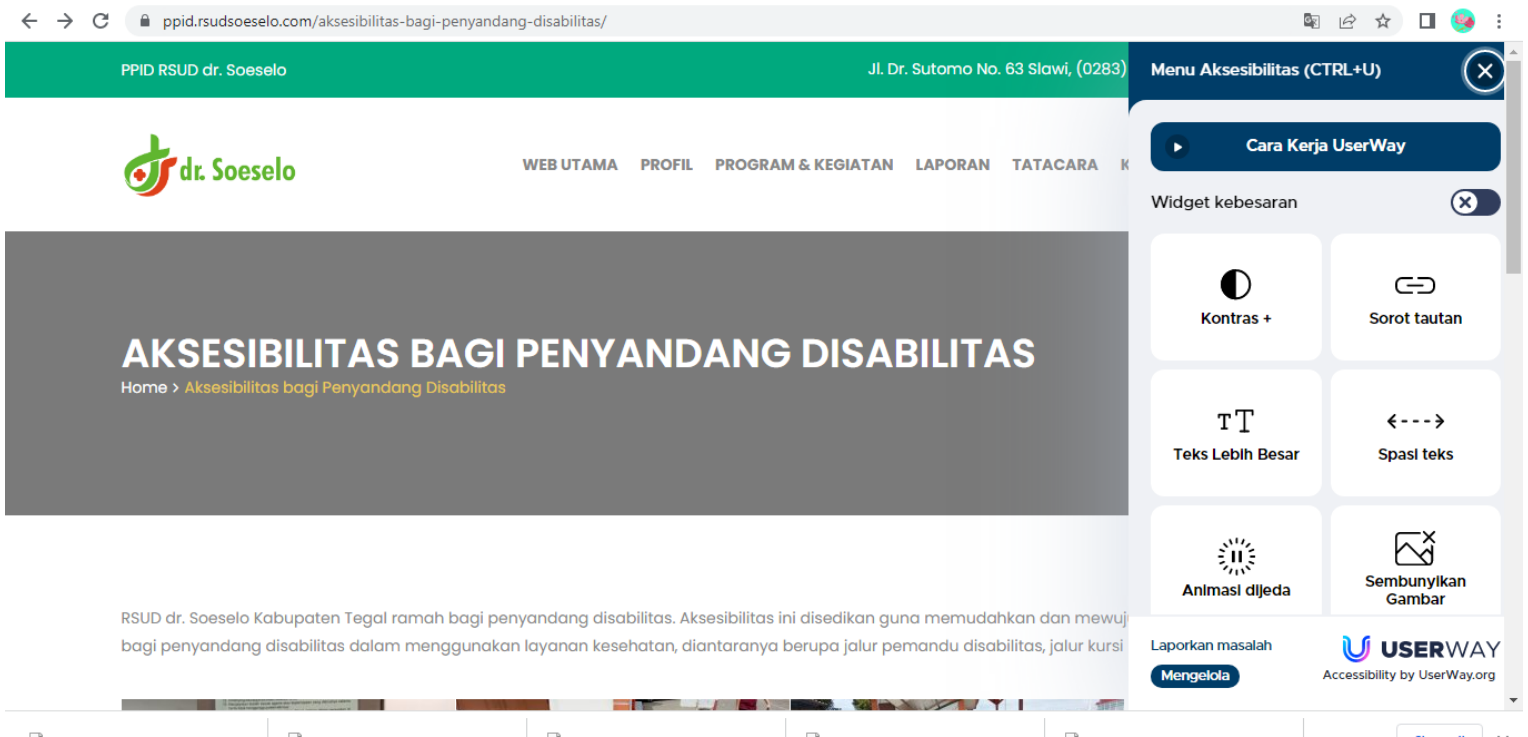 ppid.rsudsoeselo.com/aksesibilitas-bagi-penyandang-disabilitas/
PPID RSUD dr. Soeselo
Jl. Dr. Sutomo No. 63 Slawi, (0283)
dr. Soeselo
WEB UTAMA PROFIL PROGRAM & KEGIATAN LAPORAN TATACARA
AKSESIBILITAS BAGI PENYANDANG DISABILITAS
Home > Aksesibilitas bagi Penyandang Disabilitas
RSUD dr. Soeselo Kabupaten Tegal ramah bagi penyandang disabilitas. Aksesibilitas ini disedikan guna memudahkan dan mewuj
bagi penyandang disabilitas dalam menggunakan layanan kesehatan, diantaranya berupa jalur pemandu disabilitas, jalur kursi
Menu Aksesibilitas (CTRL+U)
Cara Kerja UserWay
Widget kebesaran
Kontras +
Sorot tautan
Teks Lebih Besar
Spasi teks
Animasi dijeda
Sembunyikan
Gambar
Laporkan masalah
Mengelola
USERWAY
Accessibility by UserWay.org